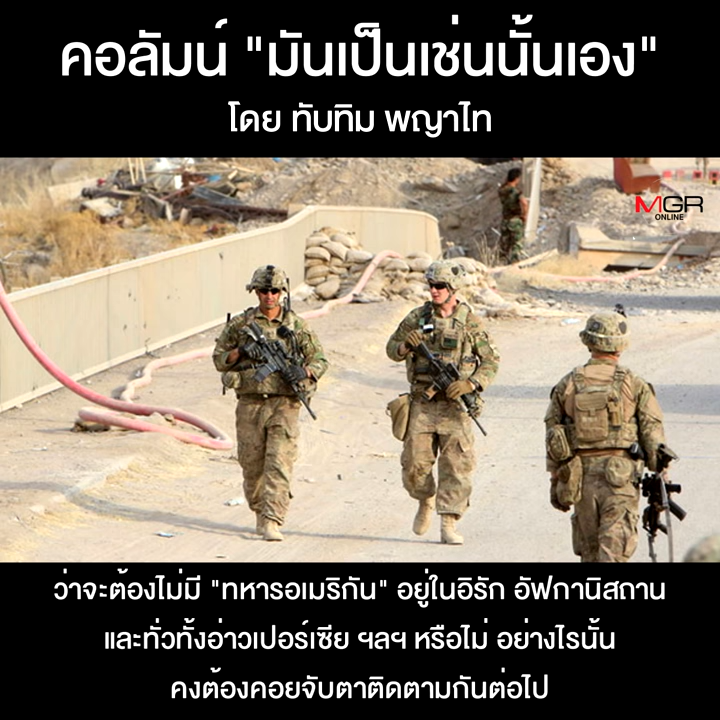 คอลัมน์ "มันเป็นเช่นนั้นเอง"
โดย ทับทิม พญาไท
MGR
ONLINE
ว่าจะต้องไม่มี "ทหารอเมริกัน" อยู่ในอิรัก อัฟกานิสถาน
และทั่วทั้งอ่าวเปอร์เซีย ฯลฯ หรือไม่ อย่างไรนั้น
คงต้องคอยจับตาติดตามกันต่อไป